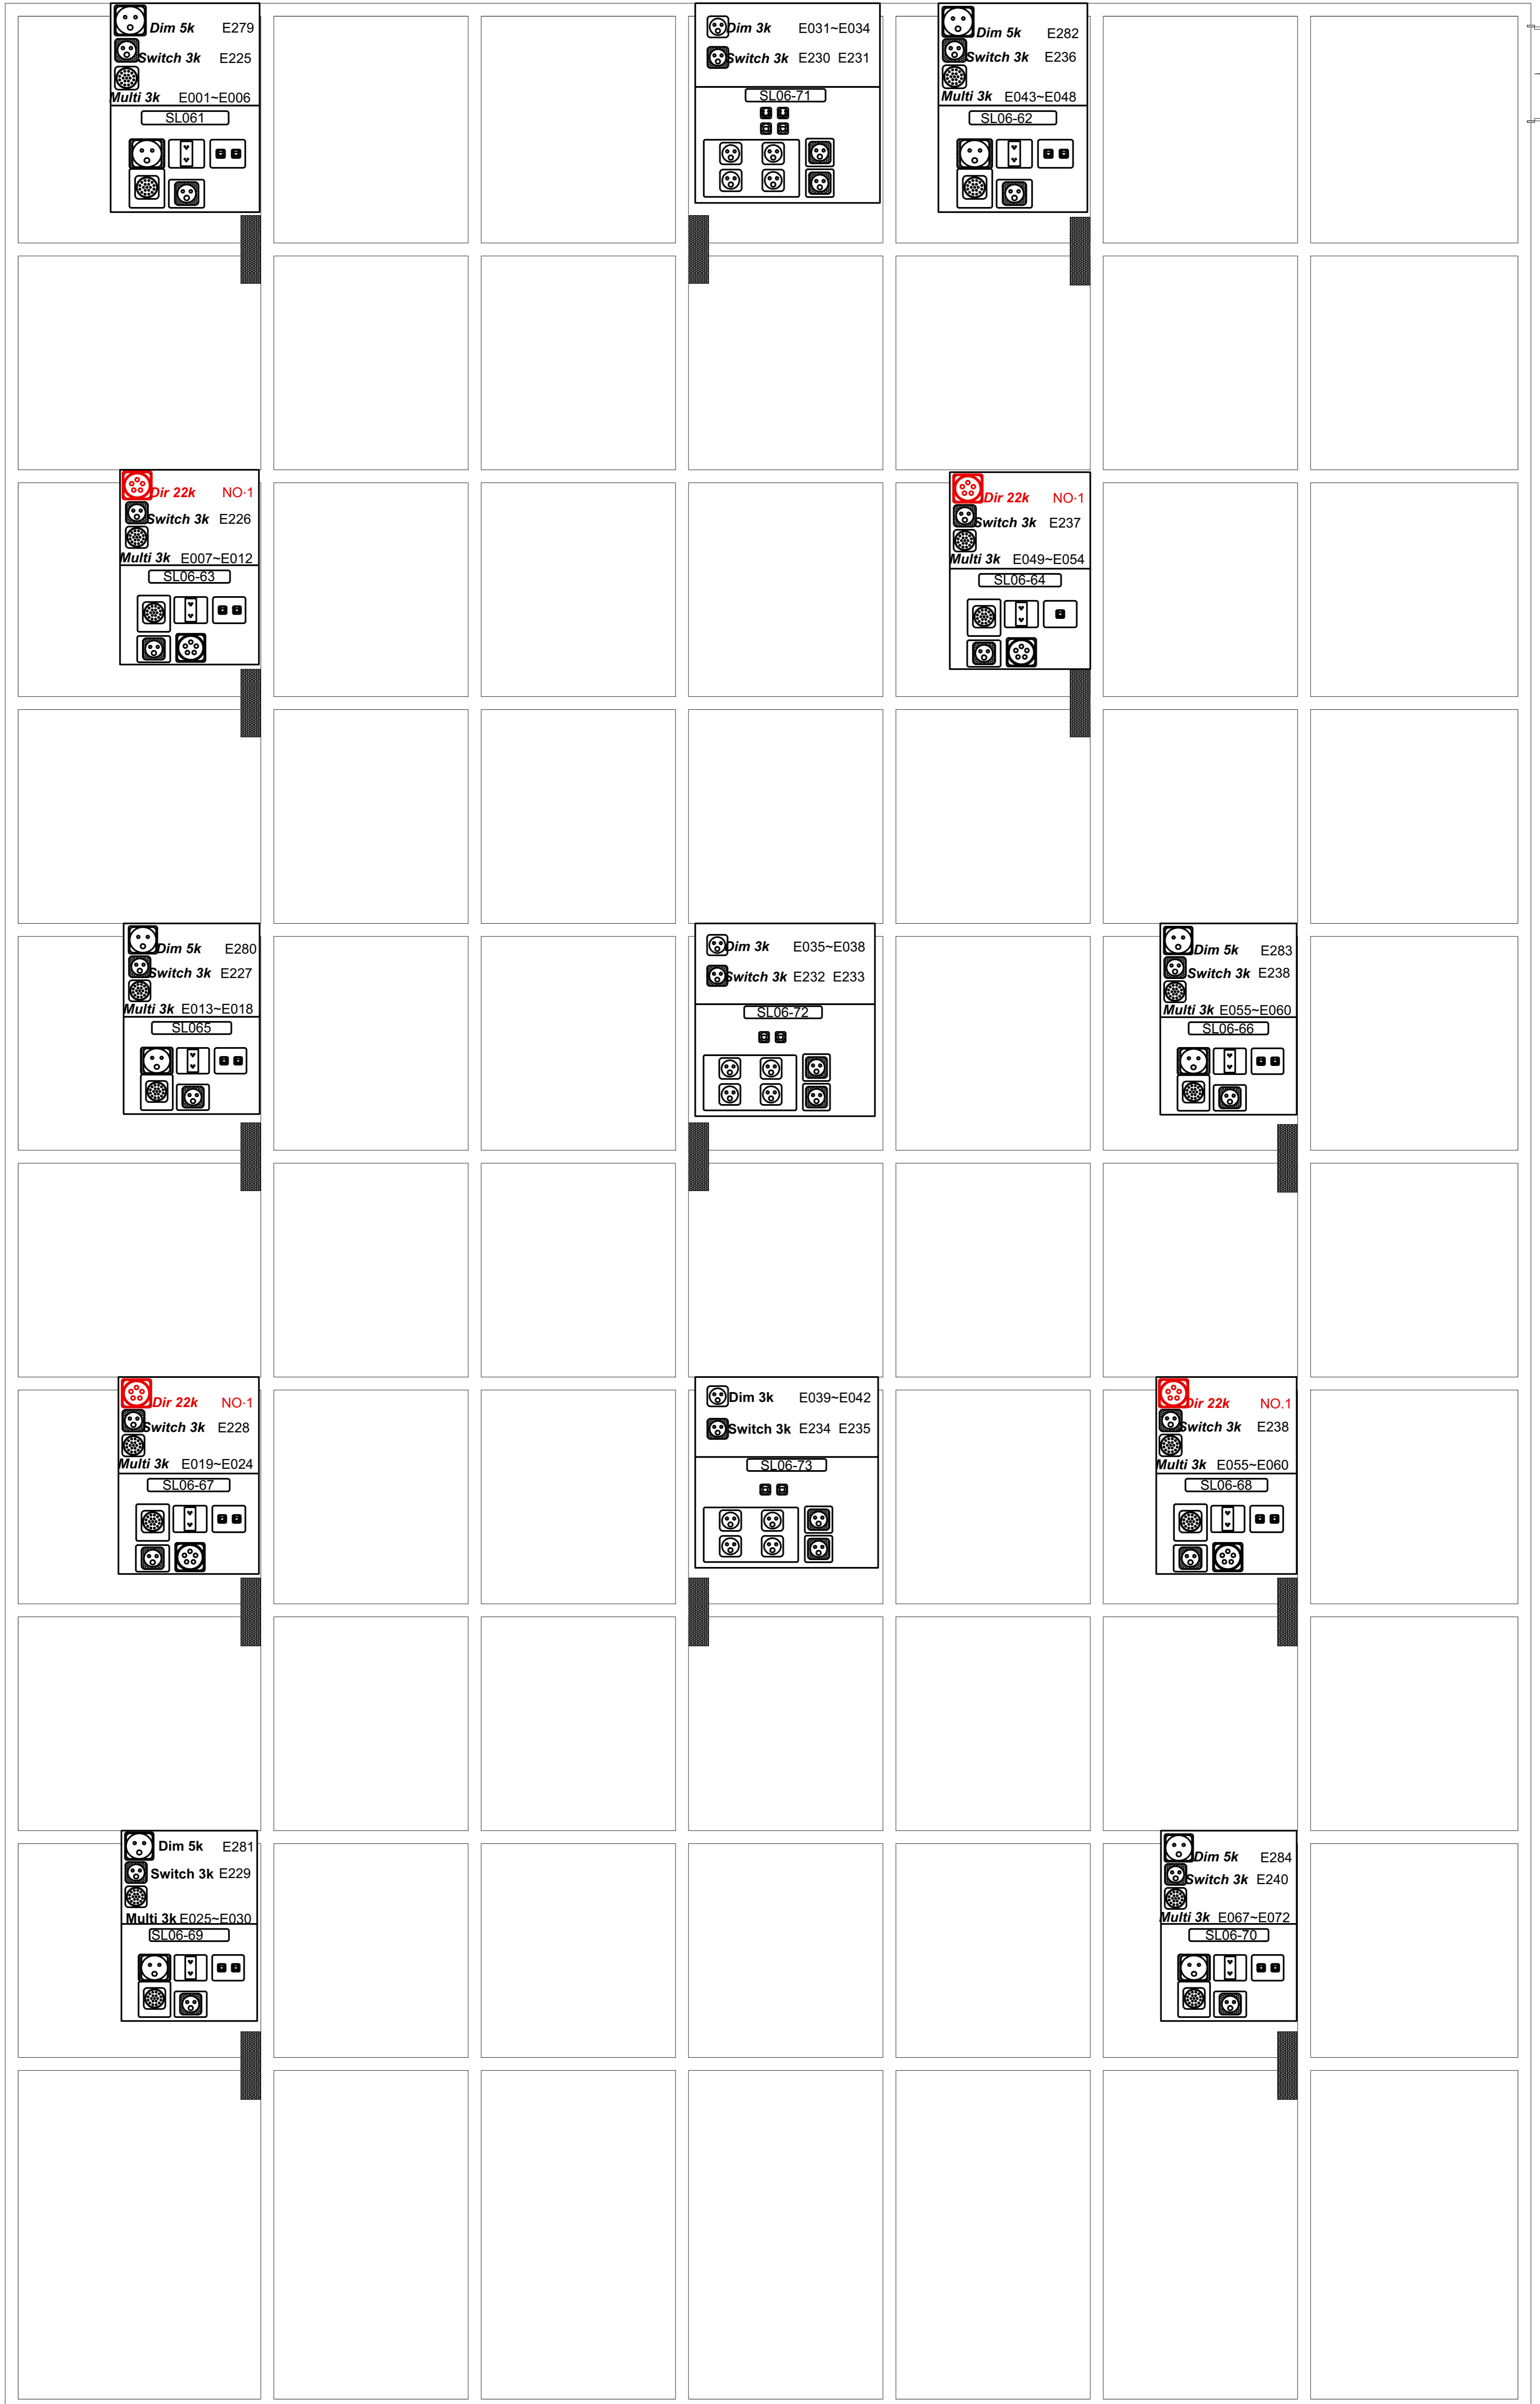 Dim 5k E279
Switch 3k E225
Multi 3k E001~E006
SL061
Dim 3k E031~E034
Switch 3k E230 E231
SL06-71
Dim 5k E282
Switch 3k E236
Multi 3k E043~E048
SL06-62
Dir 22k NO·1
Switch 3k E226
Multi 3k E007~E012
SL06-63
Dir 22k NO·1
Switch 3k E237
Multi 3k E049~E054
SL06-64
Dim 5k E280
Switch 3k E227
Multi 3k E013~E018
SL065
Dim 3k E035~E038
Switch 3k E232 E233
SL06-72
Dim 5k E283
Switch 3k E238
Multi 3k E055~E060
SL06-66
Dir 22k NO·1
Switch 3k E228
Multi 3k E019~E024
SL06-67
Dim 3k E039~E042
Switch 3k E234 E235
SL06-73
Dir 22k NO.1
Switch 3k E238
Multi 3k E055~E060
SL06-68
Dim 5k E281
Switch 3k E229
Multi 3k E025~E030
SL06-69
Dim 5k E284
Switch 3k E240
Multi 3k E067~E072
SL06-70